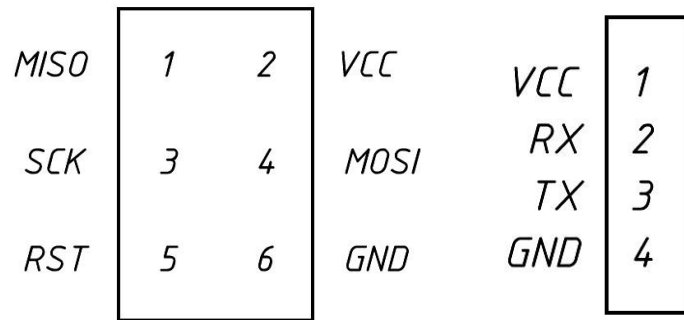 MISO 1 2 VCC
SCK 3 4 MOSI
RST 5 6 GND
VCC 1
RX 2
TX 3
GND 4